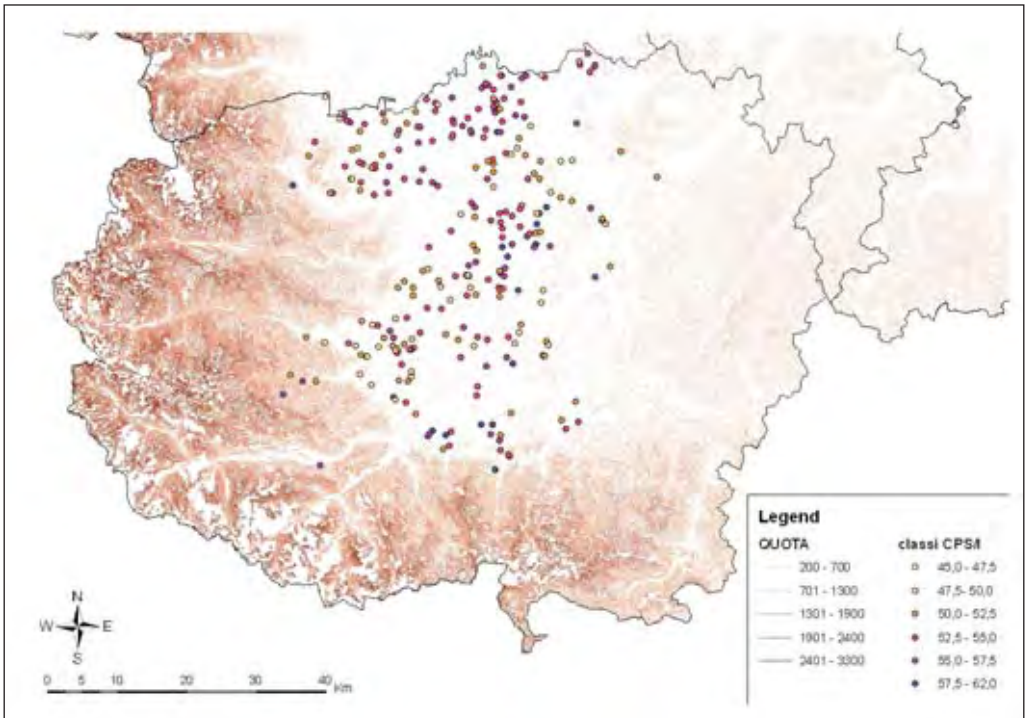 N
W E
S
0 5 10 20 30 40
Km
Legend
QUOTA classi CPS/l
200 - 700 45,0 - 47,5
701 - 1300 47,5 - 50,0
1301 - 1900 50,0 - 52,5
1901 - 2400 52,5 - 55,0
2401 - 3300 55,0 - 57,5
57,5 - 62,0